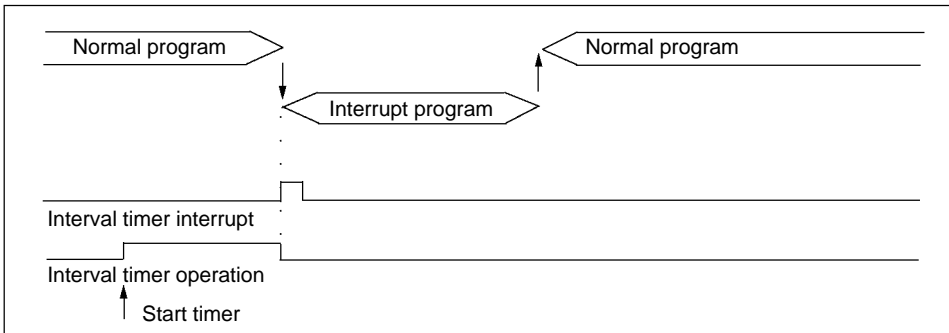 Normal program
Normal program
Interrupt program
Interval timer interrupt
Interval timer operation
Start timer